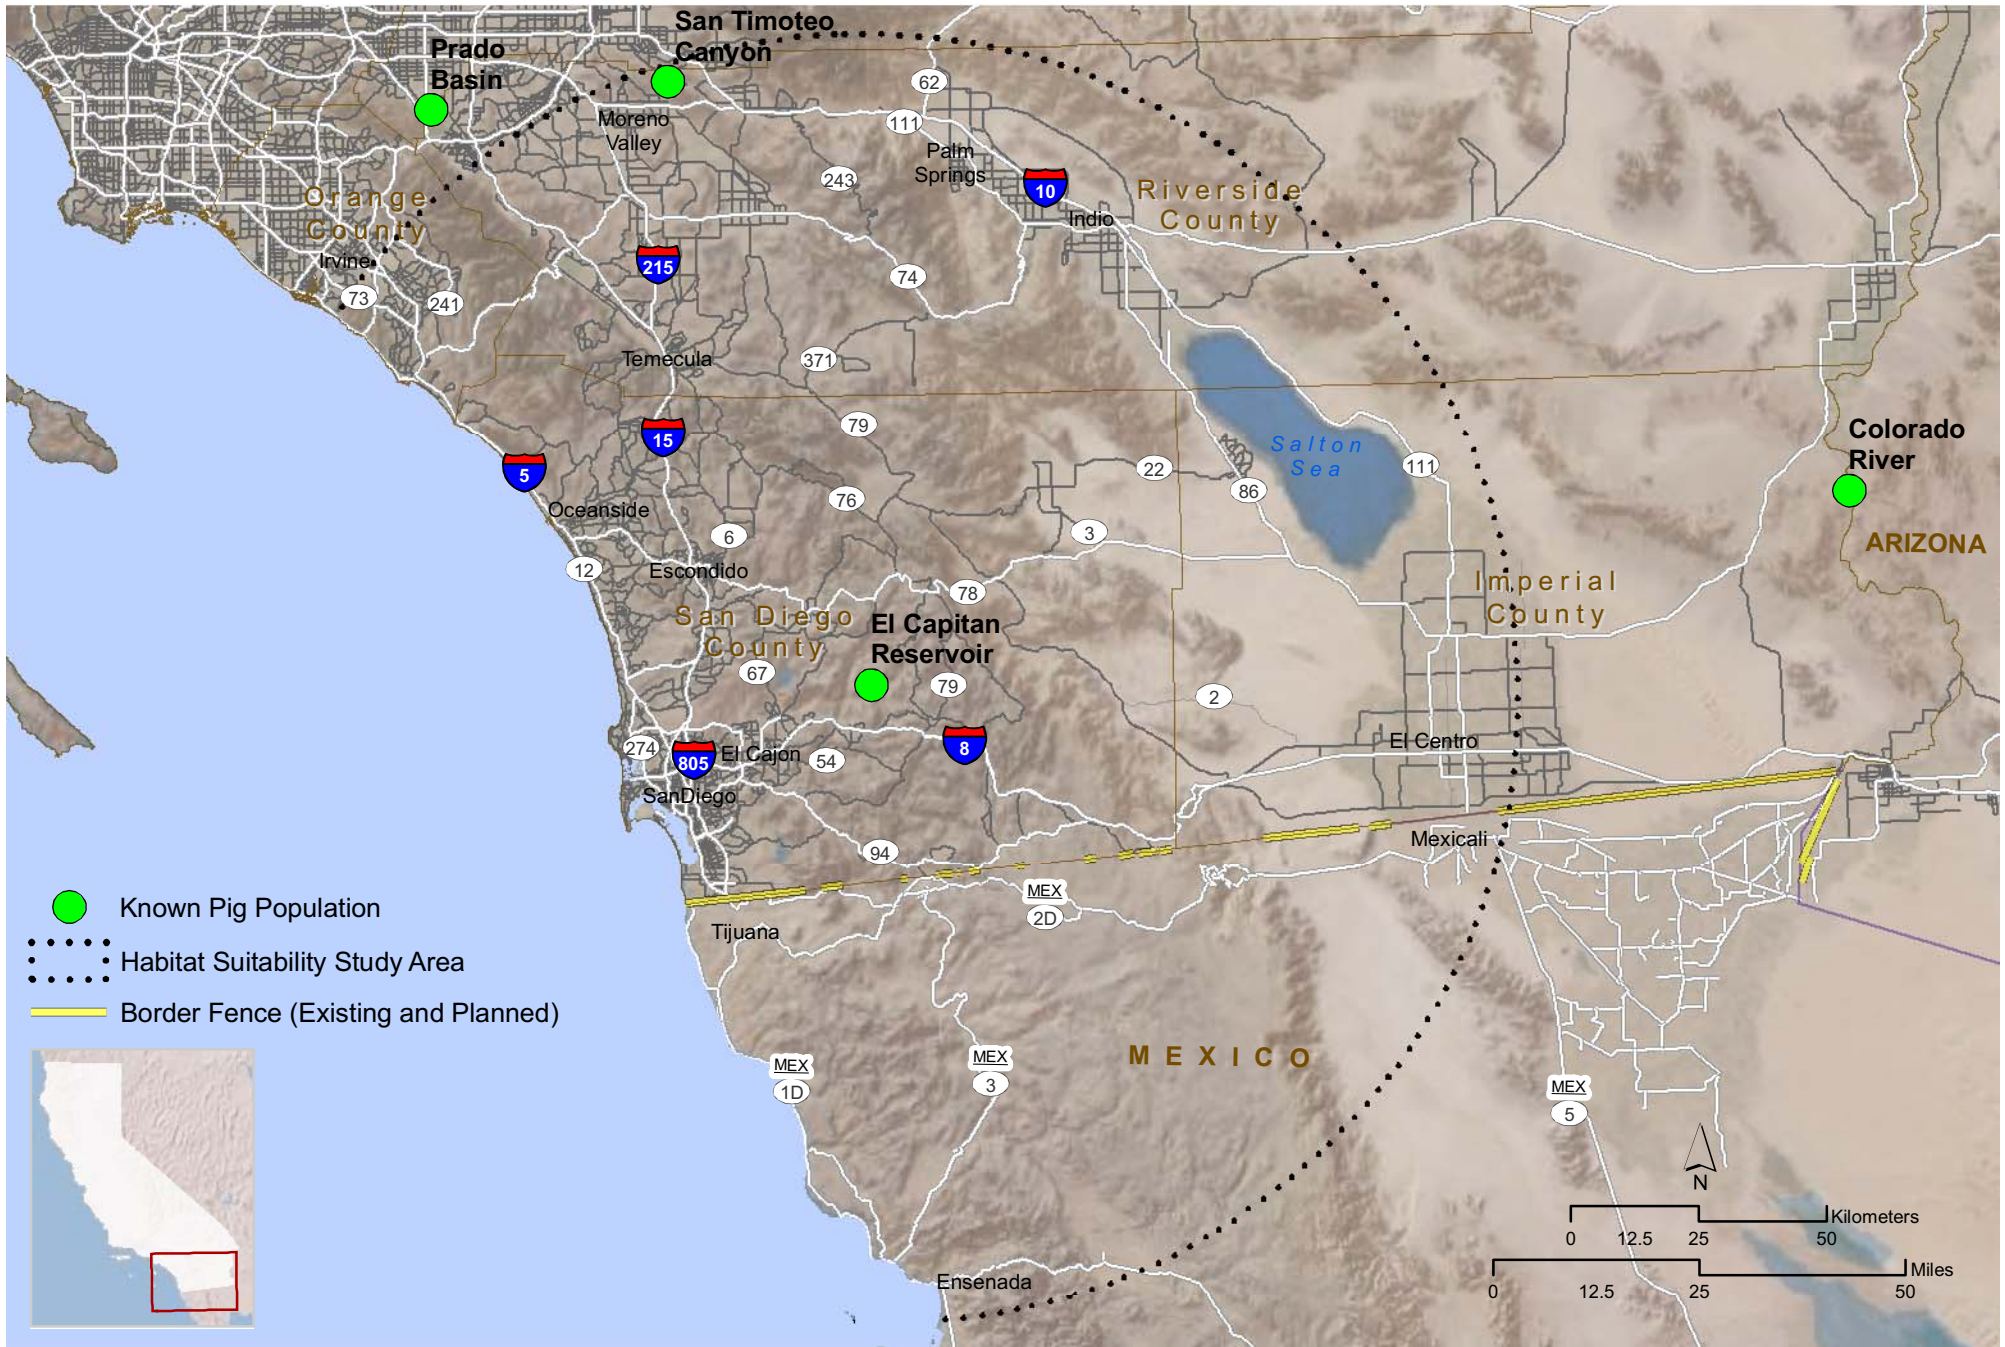 San Timoteo
Canyon
Prado
Basin
62
Moreno
Valley
111
Palm
Springs
243
10
Orange
County
Riverside
County
Indio
Irvine
215
74
73
241
Temecula
371
79
15
5
Salton
Sea
111
22
86
Colorado
River
76
Oceanside
6
3
ARIZONA
12
Escondido
78
Imperial
County
San Diego
County
El Capitan
Reservoir
67
79
2
274
805
El Cajon
54
8
El Centro
SanDiego
94
Mexicali
MEX
2D
Tijuana
Known Pig Population
Habitat Suitability Study Area
Border Fence (Existing and Planned)
MEXICO
MEX
1D
MEX
3
MEX
5
N
Kilometers
0 12.5 25 50
Miles
0 12.5 25 50
Ensenada